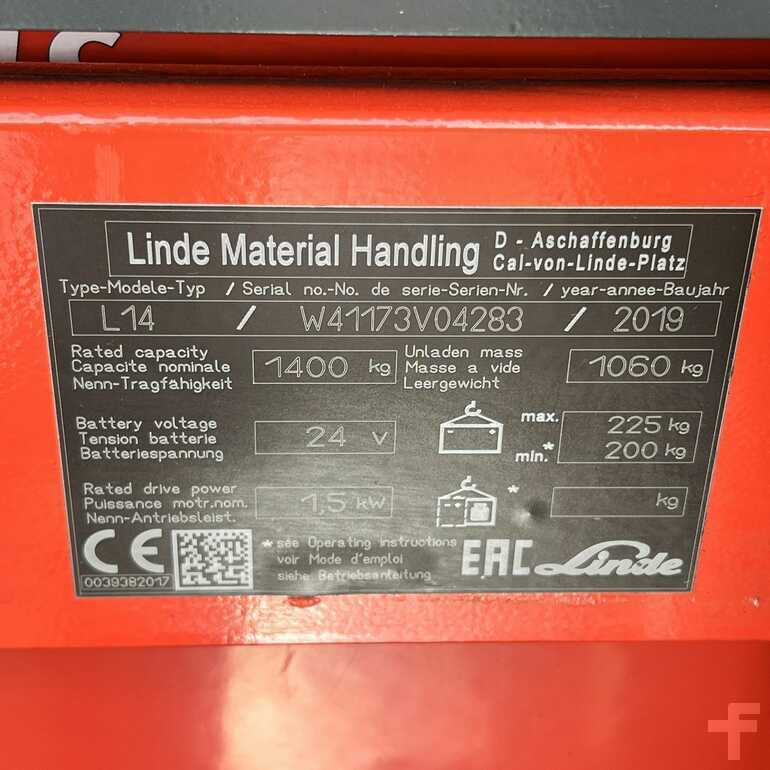 Linde Material Handling D - Aschaffenburg
Cal-von-Linde-Platz
Type-Modele-Typ / Serial no.-No. de serie-Serien-Nr. / year-annee-Baujahr
L14 / W41173V04283 / 2019
Rated capacity
Capacite nominale
Nenn-Tragfähigkeit
1400 kg
Unladen mass
Masse a vide
Leergewicht
1060 kg
Battery voltage
Tension batterie
Batteriespannung
24 v
max. 225 kg
min. * 200 kg
Rated drive power
Puissance motr.nom.
Nenn-Antriebsleist.
1,5 kW
* kg
CE
0039382017
* see Operating instructions
voir Mode d'emploi
siehe Betriebsanleitung
EAC Linde